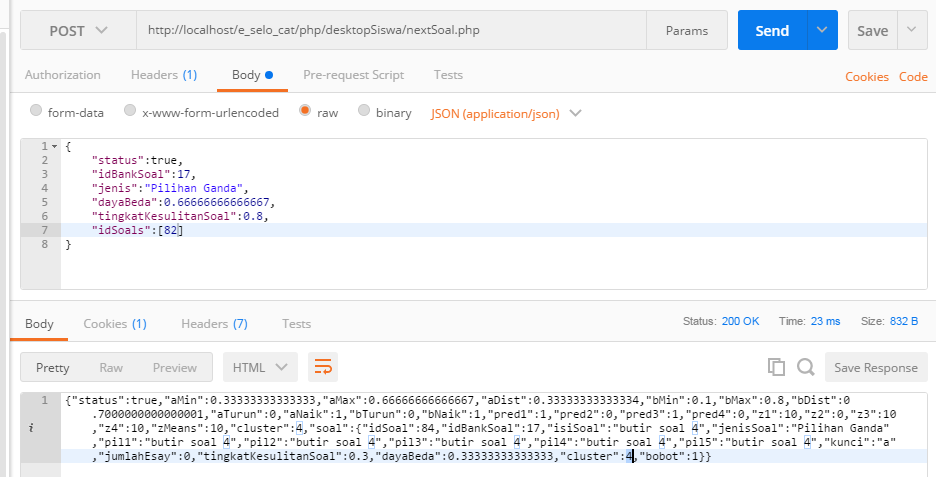 POST http://localhost/e_selo_cat/php/desktopSiswa/nextSoal.php Params Send Save
Authorization Headers (1) Body Pre-request Script Tests Cookies Code
form-data x-www-form-urlencoded raw binary JSON (application/json)
1 {
2 "status":true,
3 "idBankSoal":17,
4 "jenis":"Pilihan Ganda",
5 "dayaBeda":0.66666666666667,
6 "tingkatKesulitanSoal":0.8,
7 "idSoals":[82]
8 }
Body Cookies (1) Headers (7) Tests Status: 200 OK Time: 23 ms Size: 832 B
Pretty Raw Preview HTML Save Response
1 {"status":true,"aMin":0.33333333333333,"aMax":0.66666666666667,"aDist":0.33333333333334,"bMin":0.1,"bMax":0.8,"bDist":0
.7000000000000001,"aTurun":0,"aNaik":1,"bTurun":0,"bNaik":1,"pred1":1,"pred2":0,"pred3":1,"pred4":0,"z1":10,"z2":0,"z3":10
i ,"z4":10,"zMeans":10,"cluster":4,"soal":{"idSoal":84,"idBankSoal":17,"isiSoal":"butir soal 4","jenisSoal":"Pilihan Ganda"
,"pil1":"butir soal 4","pil2":"butir soal 4","pil3":"butir soal 4","pil4":"butir soal 4","pil5":"butir soal 4","kunci":"a"
,"jumlahEsay":0,"tingkatKesulitanSoal":0.3,"dayaBeda":0.33333333333333,"cluster":4,"bobot":1}}